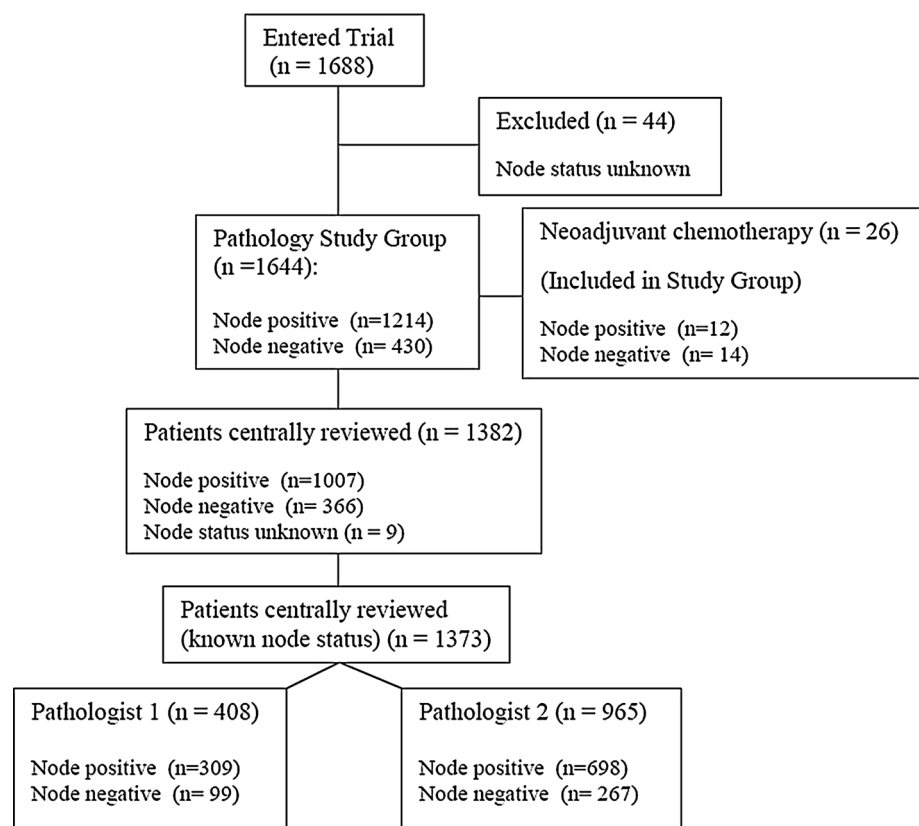 Entered Trial
(n = 1688)
Excluded (n = 44)
Node status unknown
Pathology Study Group
(n =1644):
Node positive (n=1214)
Node negative (n= 430)
Neoadjuvant chemotherapy (n = 26)
(Included in Study Group)
Node positive (n=12)
Node negative (n= 14)
Patients centrally reviewed (n = 1382)
Node positive (n=1007)
Node negative (n= 366)
Node status unknown (n = 9)
Patients centrally reviewed
(known node status) (n = 1373)
Pathologist 1 (n = 408)
Node positive (n=309)
Node negative (n= 99)
Pathologist 2 (n = 965)
Node positive (n=698)
Node negative (n= 267)